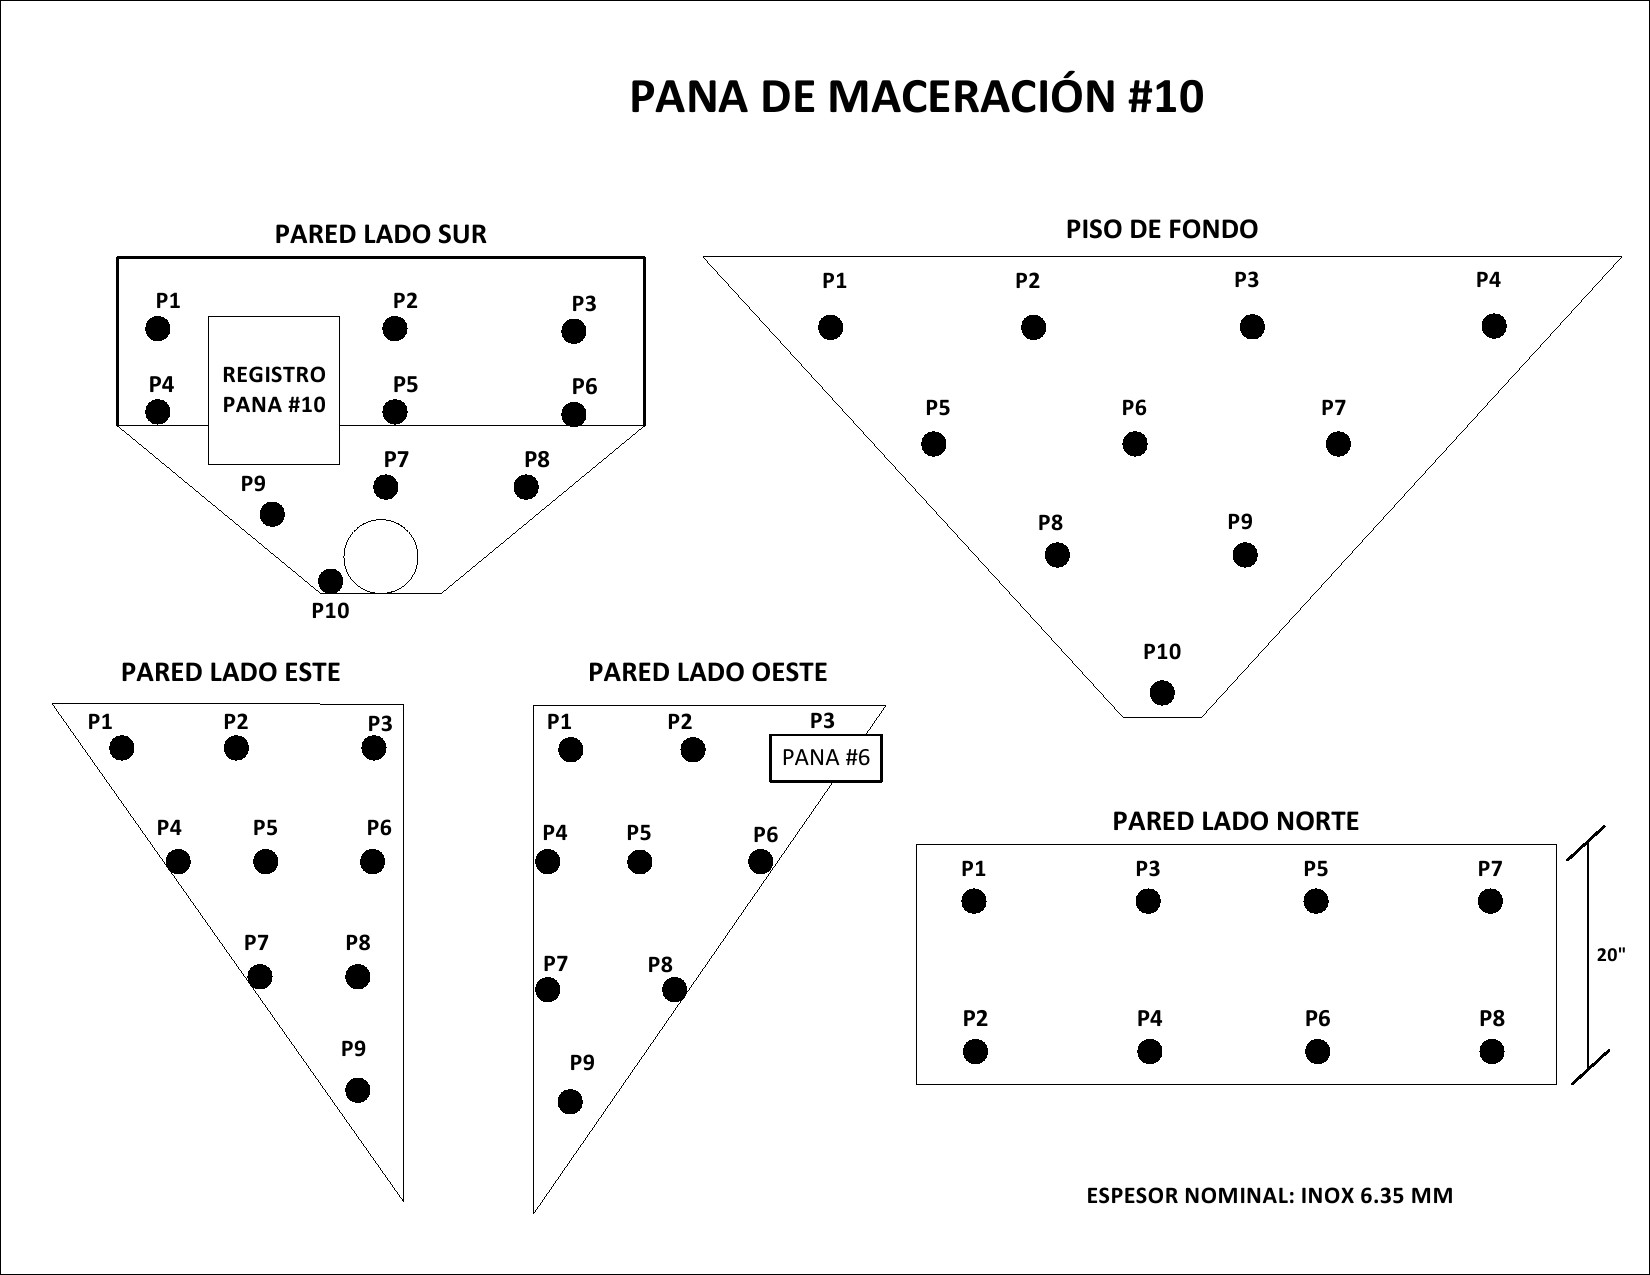 PANA DE MACERACIÓN #10
PARED LADO SUR
P1
P2
P3
REGISTRO
PANA #10
P4
P5
P6
P7
P8
P9
P10
PISO DE FONDO
P1
P2
P3
P4
P5
P6
P7
P8
P9
P10
PARED LADO ESTE
P1
P2
P3
P4
P5
P6
P7
P8
P9
PARED LADO OESTE
P1
P2
P3
PANA #6
P4
P5
P6
P7
P8
P9
PARED LADO NORTE
P1
P3
P5
P7
20"
P2
P4
P6
P8
ESPESOR NOMINAL: INOX 6.35 MM